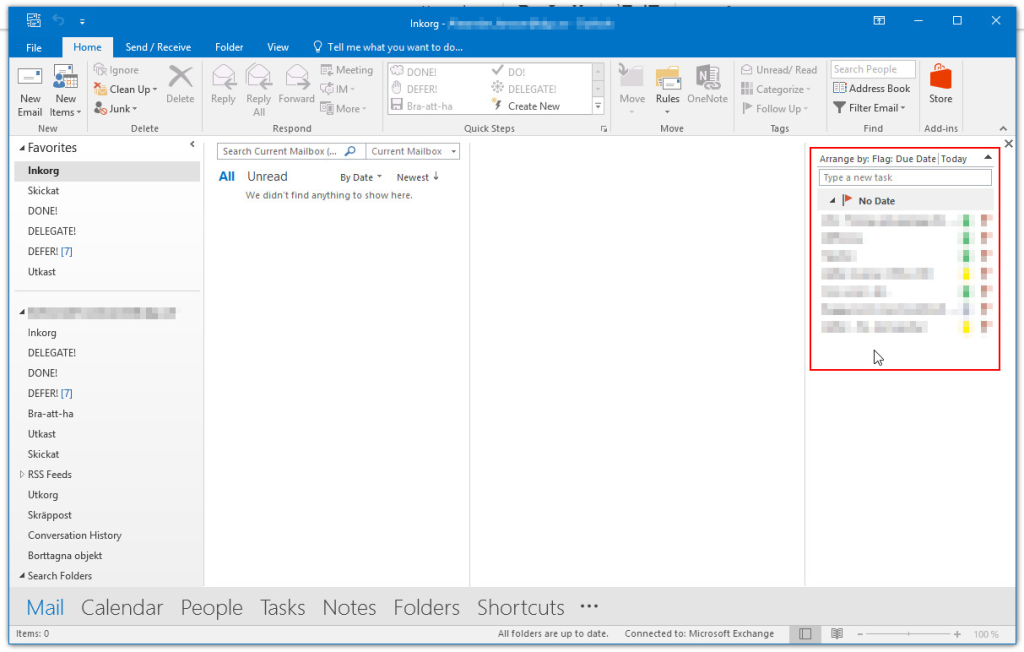 Inkorg -
File Home Send / Receive Folder View Tell me what you want to do...
New Email
New Items
Ignore
Clean Up
Junk
Delete
Reply
Reply All
Forward
Meeting
IM
More
DONE! DO!
DEFER! DELEGATE!
Bra-att-ha Create New
Move
Rules
OneNote
Unread/ Read
Categorize
Follow Up
Search People
Address Book
Filter Email
Store
New Delete Respond Quick Steps Move Tags Find Add-ins
Favorites
Inkorg
Skickat
DONE!
DELEGATE!
DEFER! [7]
Utkast
Inkorg
DELEGATE!
DONE!
DEFER! [7]
Bra-att-ha
Utkast
Skickat
RSS Feeds
Utkorg
Skräppost
Conversation History
Borttagna objekt
Search Folders
Search Current Mailbox (... Current Mailbox
All Unread By Date Newest ↓
We didn't find anything to show here.
Arrange by: Flag: Due Date Today
Type a new task
No Date
Mail Calendar People Tasks Notes Folders Shortcuts •••
Items: 0 All folders are up to date. Connected to: Microsoft Exchange 100 %